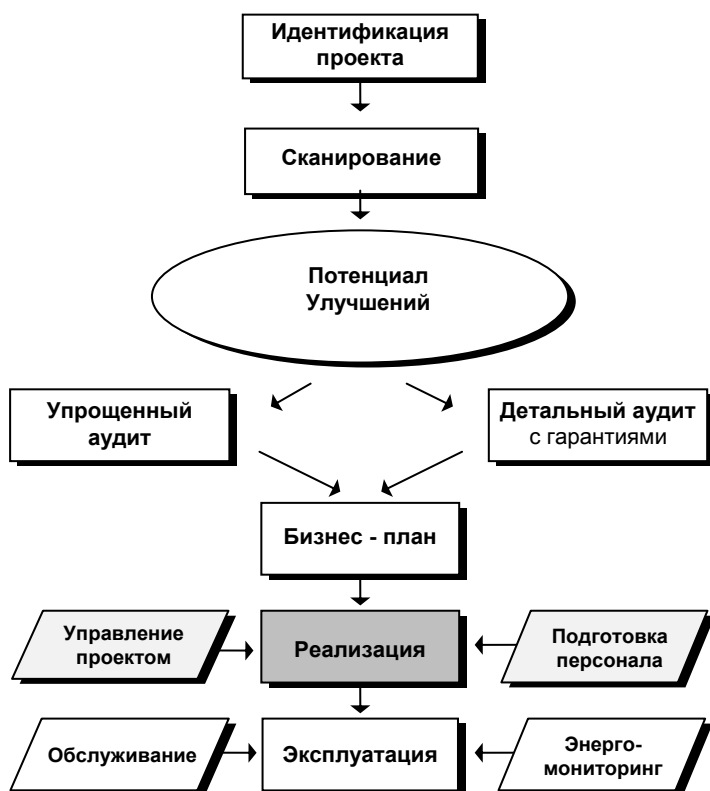 Идентификация
проекта
Сканирование
Потенциал
Улучшений
Упрощенный
аудит
Детальный аудит
с гарантиями
Бизнес - план
Управление
проектом
Реализация
Подготовка
персонала
Обслуживание
Эксплуатация
Энерго-
мониторинг